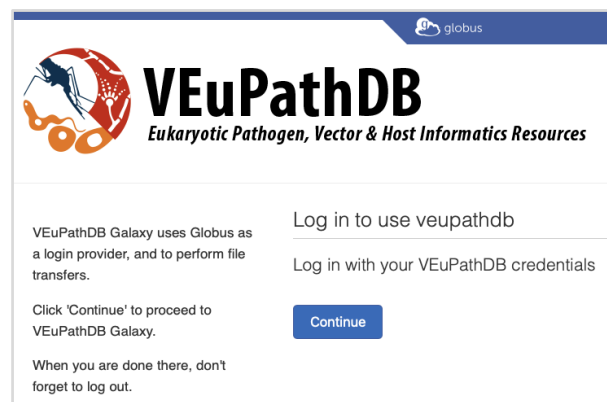 globus
VEuPathDB
Eukaryotic Pathogen, Vector & Host Informatics Resources
VEuPathDB Galaxy uses Globus as
a login provider, and to perform file
transfers.
Click 'Continue' to proceed to
VEuPathDB Galaxy.
When you are done there, don't
forget to log out.
Log in to use veupathdb
Log in with your VEuPathDB credentials
Continue